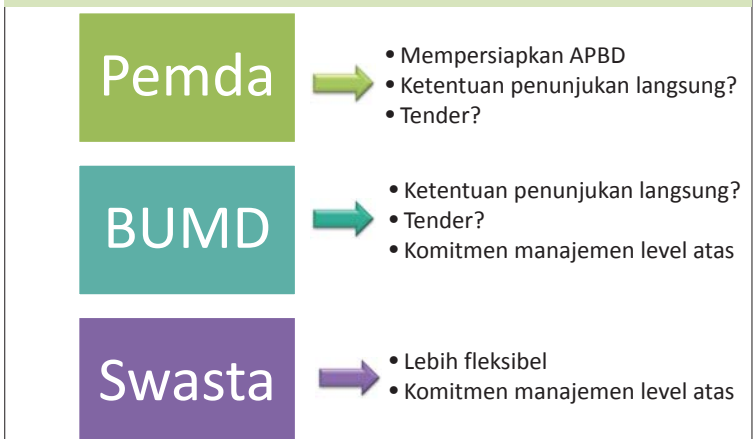 Pemda
• Mempersiapkan APBD
• Ketentuan penunjukan langsung?
• Tender?
BUMD
• Ketentuan penunjukan langsung?
• Tender?
• Komitmen manajemen level atas
Swasta
• Lebih fleksibel
• Komitmen manajemen level atas